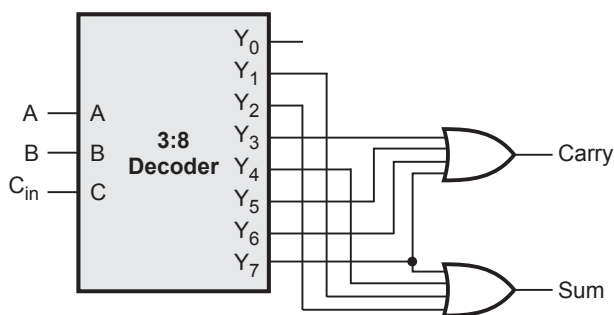 Y0
Y1
Y2
A A
Y3
3:8
Carry
B B
Decoder
Y4
Cin C
Y5
Y6
Y7
Sum